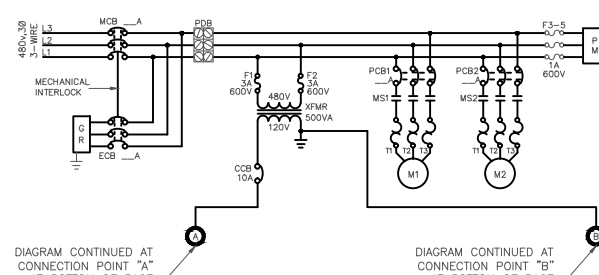 MCB __A
PDB
F3-5
480v,3Ø
3-WIRE
L3
L2
L1
P
M
1A
600V
MECHANICAL
INTERLOCK
F1
3A
600V
F2
3A
600V
480V
XFMR
500VA
120V
PCB1
__A
PCB2
__A
MS1
MS2
G
R
ECB __A
T1 T2 T3
T1 T2 T3
M1
M2
CCB
10A
A
B
DIAGRAM CONTINUED AT
CONNECTION POINT "A"
DIAGRAM CONTINUED AT
CONNECTION POINT "B"